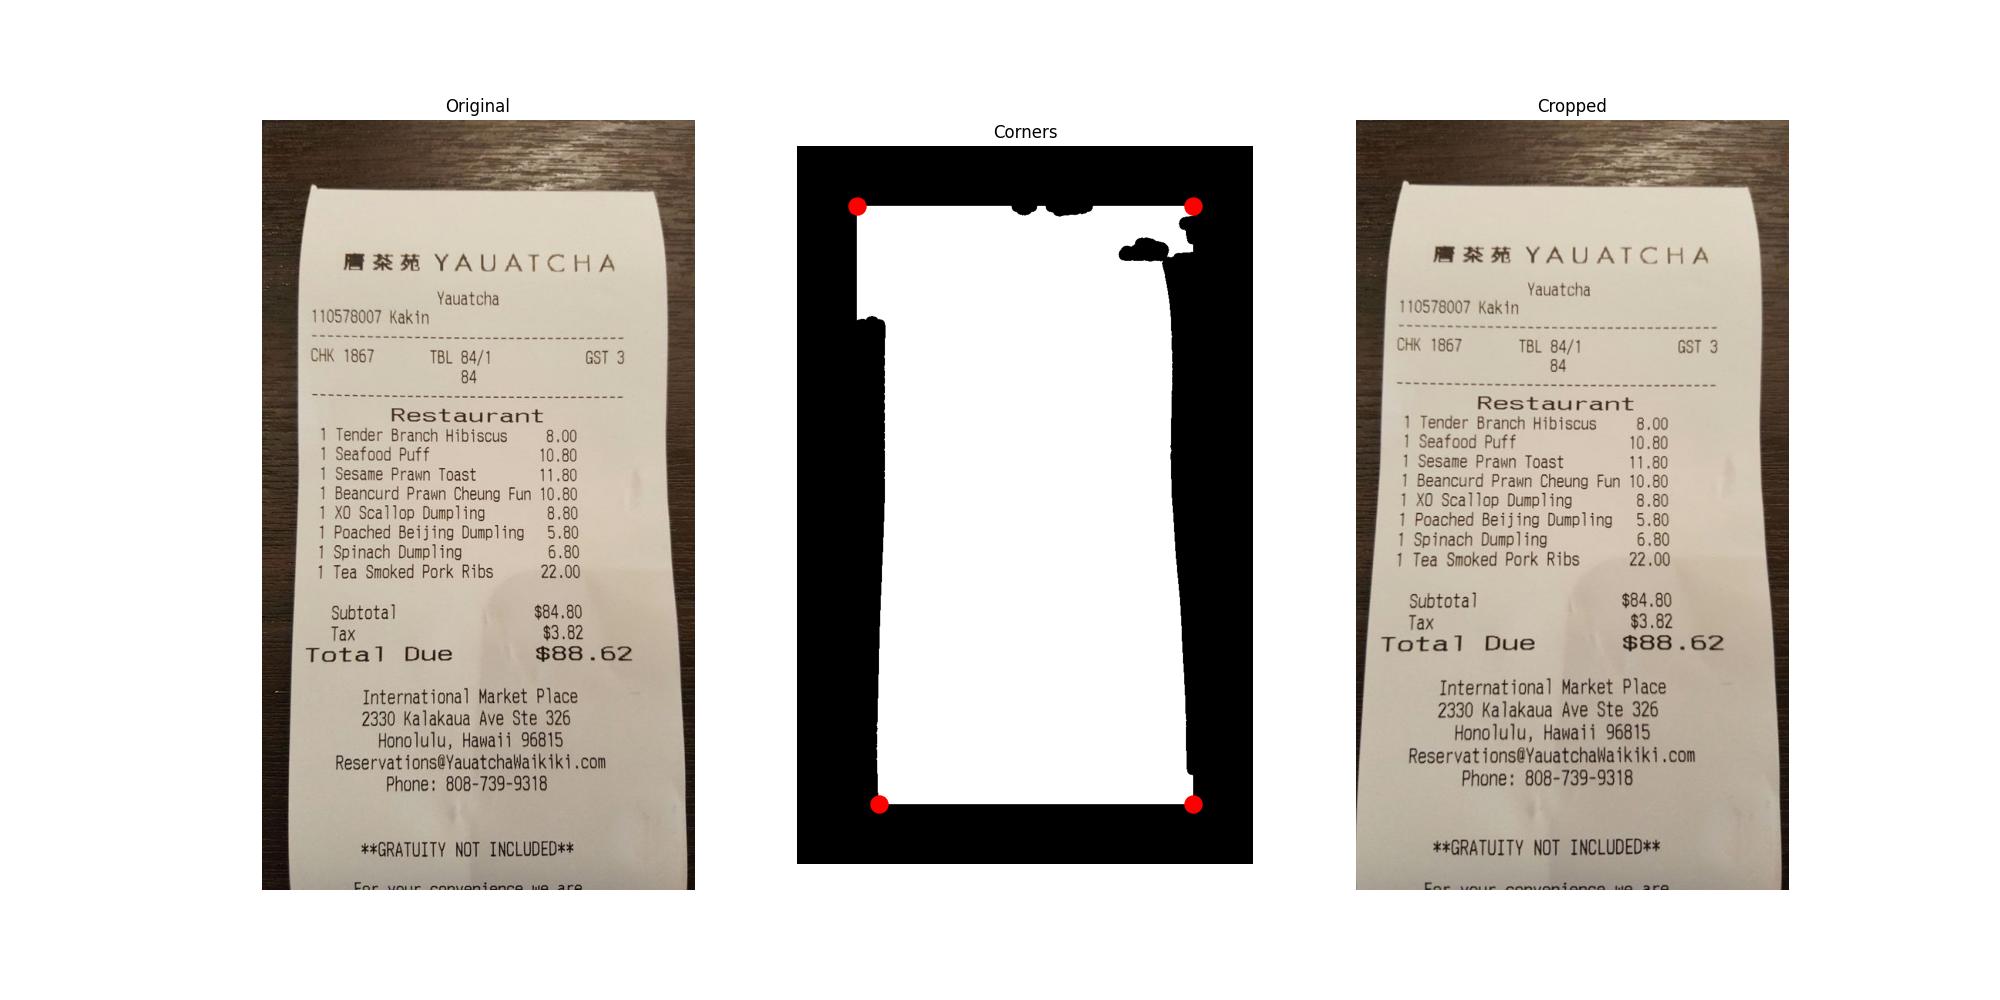 Original
唐茶苑 YAUATCHA
Yauatcha
110578007 Kakin
CHK 1867 TBL 84/1 GST 3
84
Restaurant
1 Tender Branch Hibiscus 8.00
1 Seafood Puff 10.80
1 Sesame Prawn Toast 11.80
1 Beancurd Prawn Cheung Fun 10.80
1 XO Scallop Dumpling 8.80
1 Poached Beijing Dumpling 5.80
1 Spinach Dumpling 6.80
1 Tea Smoked Pork Ribs 22.00
Subtotal $84.80
Tax $3.82
Total Due $88.62
International Market Place
2330 Kalakaua Ave Ste 326
Honolulu, Hawaii 96815
Reservations@YauatchaWaikiki.com
Phone: 808-739-9318
**GRATUITY NOT INCLUDED**
For your convenience we are
Corners
Cropped
唐茶苑 YAUATCHA
Yauatcha
110578007 Kakin
CHK 1867 TBL 84/1 GST 3
84
Restaurant
1 Tender Branch Hibiscus 8.00
1 Seafood Puff 10.80
1 Sesame Prawn Toast 11.80
1 Beancurd Prawn Cheung Fun 10.80
1 XO Scallop Dumpling 8.80
1 Poached Beijing Dumpling 5.80
1 Spinach Dumpling 6.80
1 Tea Smoked Pork Ribs 22.00
Subtotal $84.80
Tax $3.82
Total Due $88.62
International Market Place
2330 Kalakaua Ave Ste 326
Honolulu, Hawaii 96815
Reservations@YauatchaWaikiki.com
Phone: 808-739-9318
**GRATUITY NOT INCLUDED**
For your convenience we are